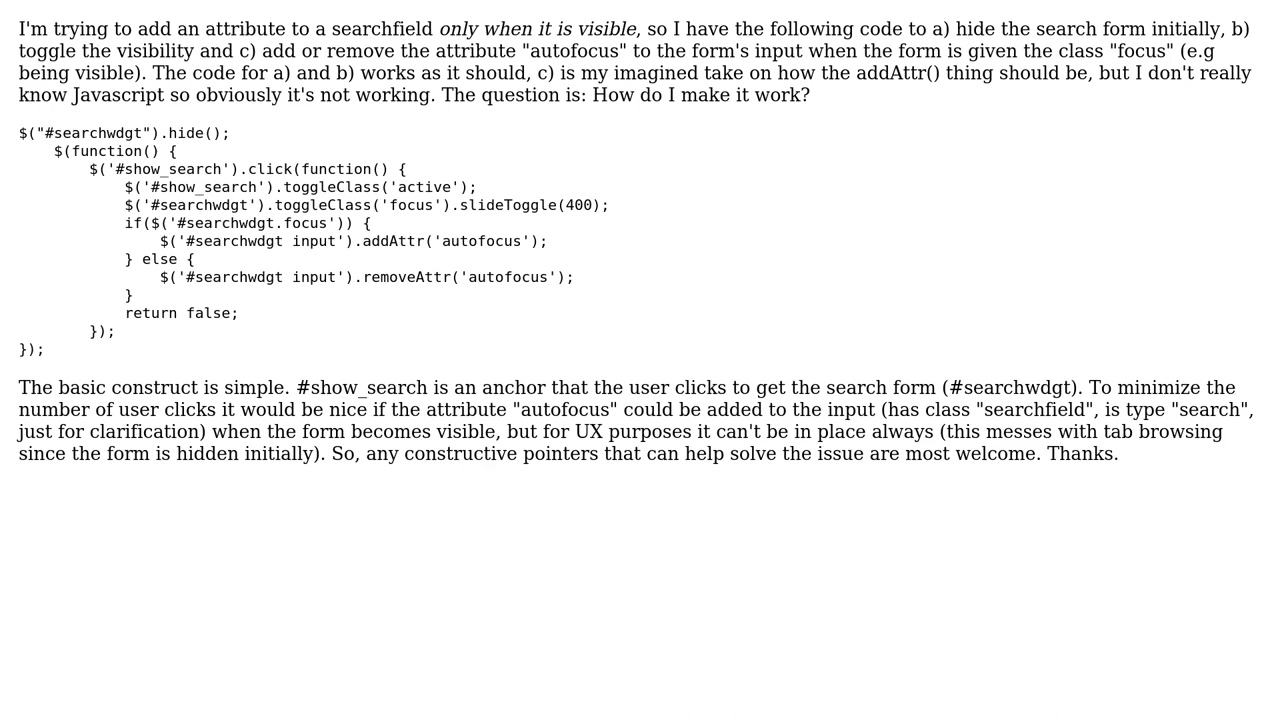 I'm trying to add an attribute to a searchfield only when it is visible, so I have the following code to a) hide the search form initially, b)
toggle the visibility and c) add or remove the attribute "autofocus" to the form's input when the form is given the class "focus" (e.g
being visible). The code for a) and b) works as it should, c) is my imagined take on how the addAttr() thing should be, but I don't really
know Javascript so obviously it's not working. The question is: How do I make it work?
$("#searchwdgt").hide();
    $(function() {
        $('#show_search').click(function() {
            $('#show_search').toggleClass('active');
            $('#searchwdgt').toggleClass('focus').slideToggle(400);
            if($('#searchwdgt.focus')) {
                $('#searchwdgt input').addAttr('autofocus');
            } else {
                $('#searchwdgt input').removeAttr('autofocus');
            }
            return false;
        });
});
The basic construct is simple. #show_search is an anchor that the user clicks to get the search form (#searchwdgt). To minimize the
number of user clicks it would be nice if the attribute "autofocus" could be added to the input (has class "searchfield", is type "search",
just for clarification) when the form becomes visible, but for UX purposes it can't be in place always (this messes with tab browsing
since the form is hidden initially). So, any constructive pointers that can help solve the issue are most welcome. Thanks.